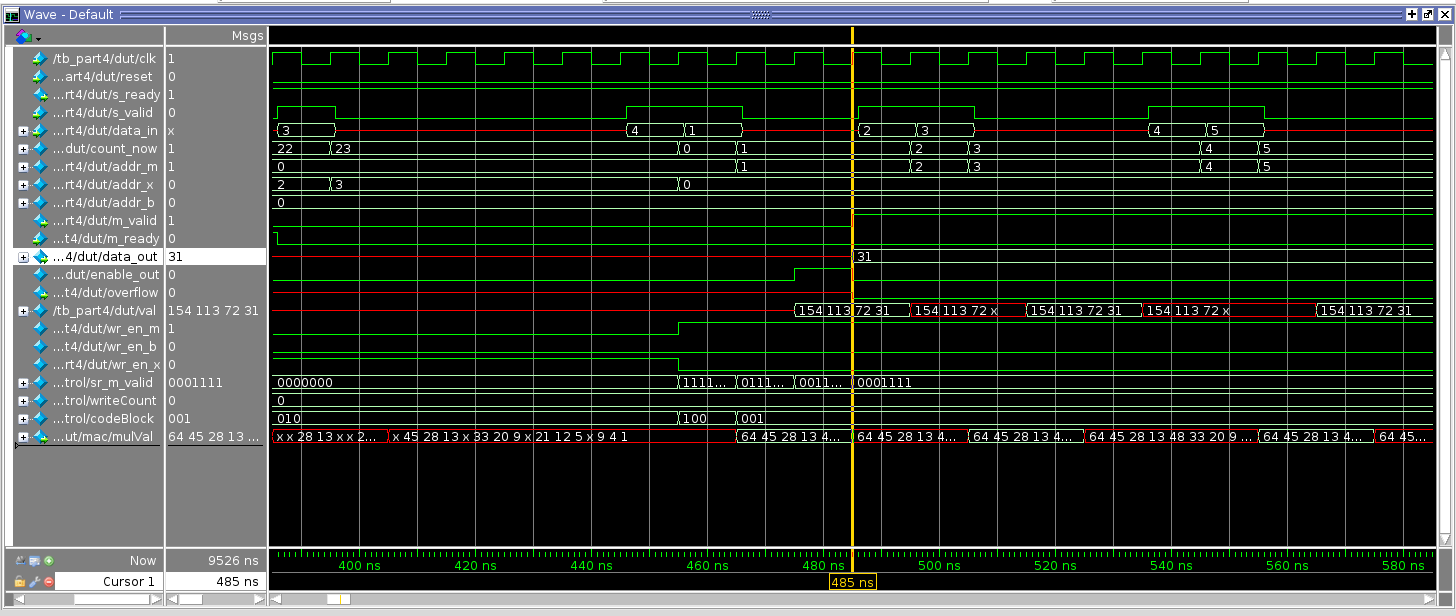 Wave - Default
Msgs
/tb_part4/dut/clk 1
...art4/dut/reset 0
...rt4/dut/s_ready 1
...rt4/dut/s_valid 0
...rt4/dut/data_in x 3 4 1 2 3 4 5
...dut/count_now 1 22 23 0 1 2 3 4 5
...rt4/dut/addr_m 1 0 1 2 3 4 5
...rt4/dut/addr_x 0 2 3 0
...rt4/dut/addr_b 0 0
...rt4/dut/m_valid 1
...t4/dut/m_ready 0
...4/dut/data_out 31 31
...dut/enable_out 0
...t4/dut/overflow 0
/tb_part4/dut/val 154 113 72 31 154 113 72 31 154 113 72 x 154 113 72 31 154 113 72 x 154 113 72 31
...t4/dut/wr_en_m 1
...t4/dut/wr_en_b 0
...rt4/dut/wr_en_x 0
...trol/sr_m_valid 0001111 0000000 1111... 0111... 0011... 0001111
...trol/writeCount 0 0
...trol/codeBlock 001 010 100 001
...ut/mac/mulVal 64 45 28 13 ... x x 28 13 x x 2... x 45 28 13 x 33 20 9 x 21 12 5 x 9 4 1 64 45 28 13 4... 64 45 28 13 4... 64 45 28 13 4... 64 45 28 13 48 33 20 9 ... 64 45 28 13 4... 64 45...
Now 9526 ns 400 ns 420 ns 440 ns 460 ns 480 ns 500 ns 520 ns 540 ns 560 ns 580 ns
Cursor 1 485 ns 485 ns